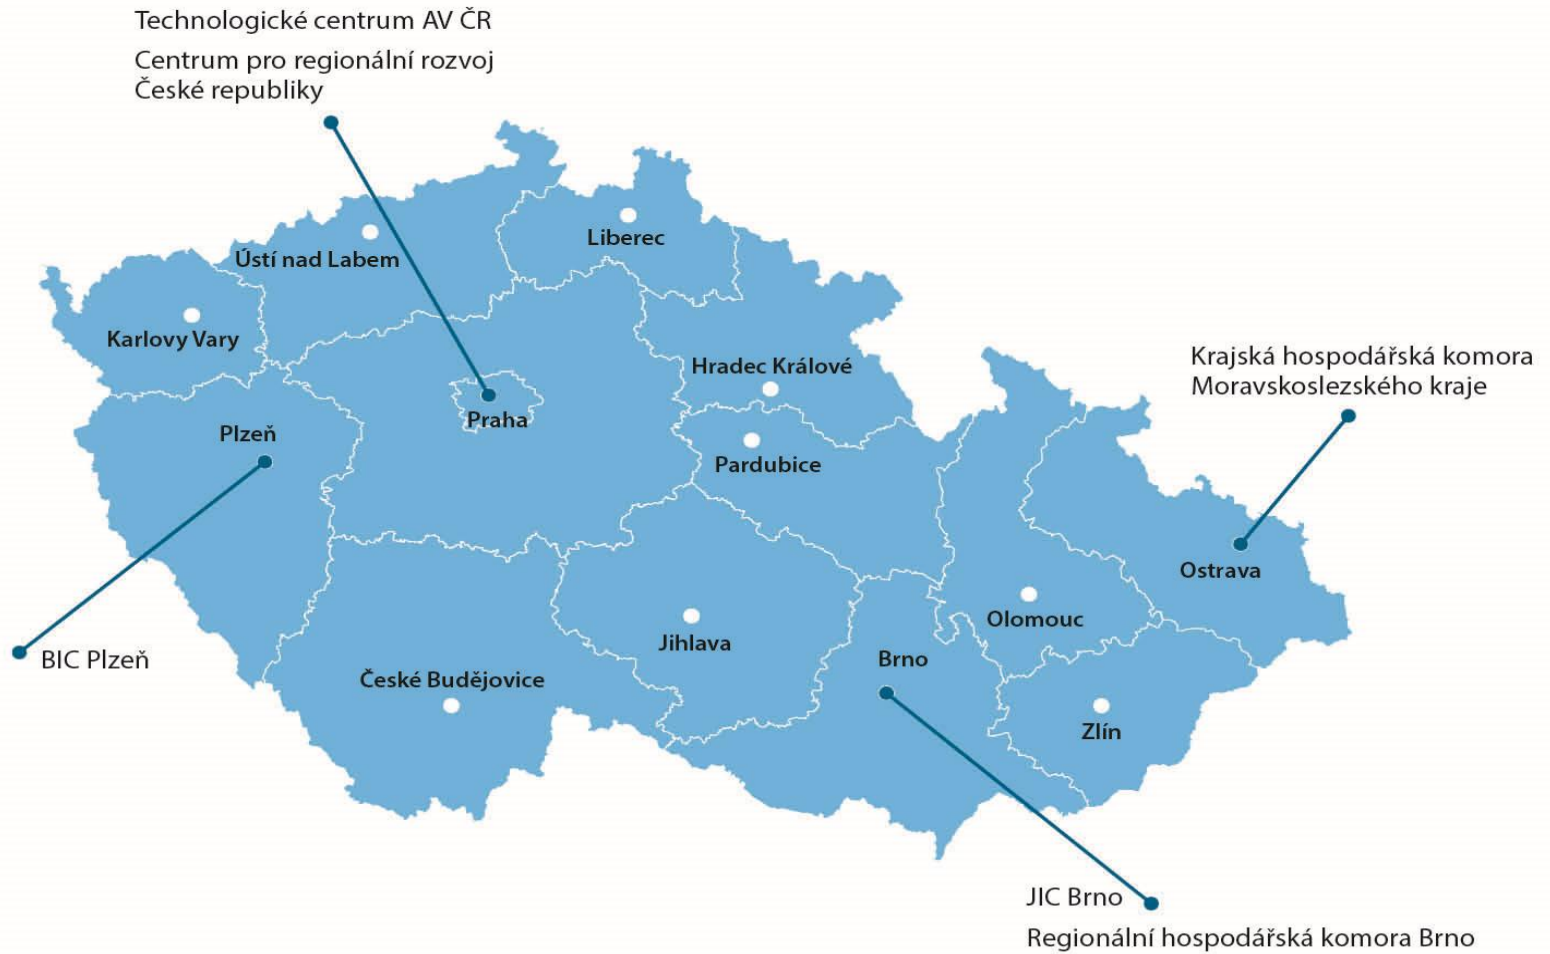 Technologické centrum AV ČR
Centrum pro regionální rozvoj
České republiky
Liberec
Ústí nad Labem
Karlovy Vary
Krajská hospodářská komora
Moravskoslezského kraje
Hradec Králové
Praha
Plzeň
Pardubice
Ostrava
Olomouc
Jihlava
BIC Plzeň
Brno
České Budějovice
Zlín
JIC Brno
Regionální hospodářská komora Brno